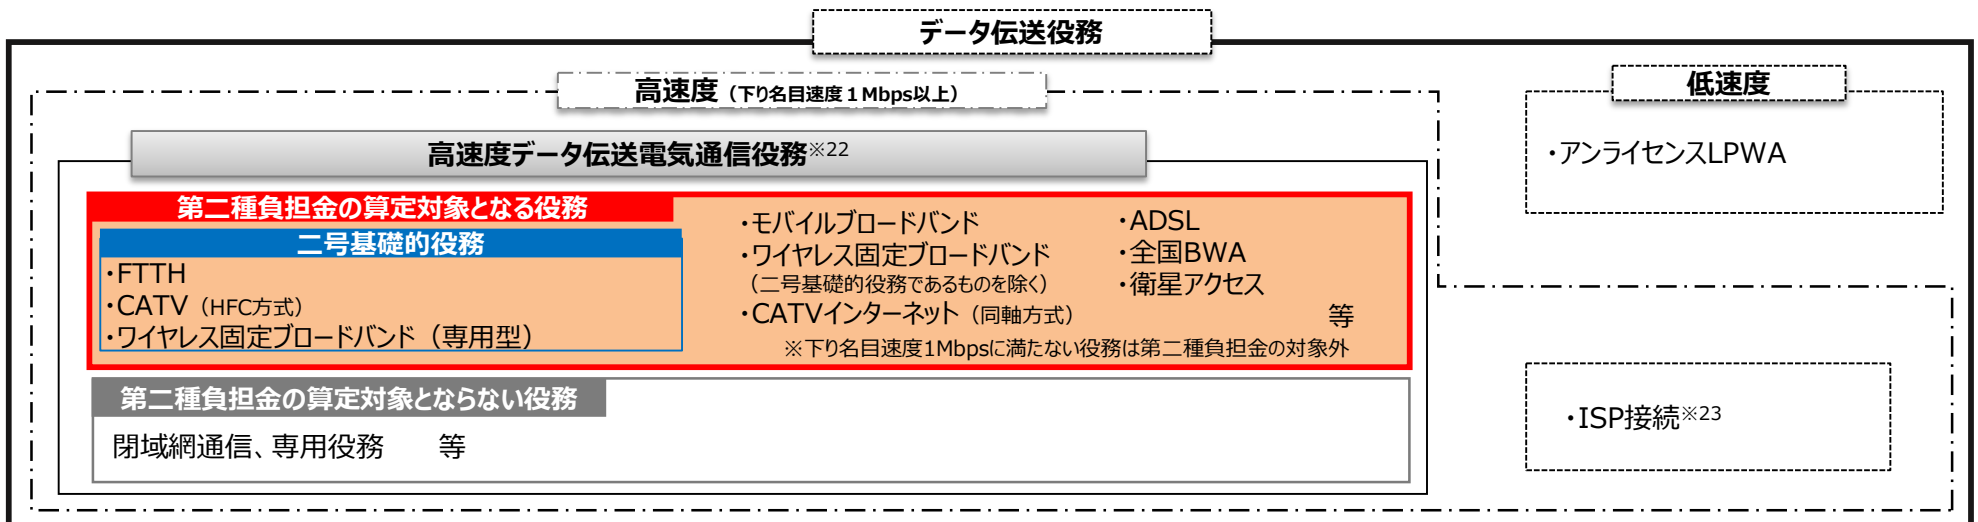 データ伝送役務
高速度（下り名目速度１Mbps以上）
低速度
・アンライセンスLPWA
高速度データ伝送電気通信役務※22
第二種負担金の算定対象となる役務
二号基礎的役務
・FTTH
・CATV（HFC方式）
・ワイヤレス固定ブロードバンド（専用型）
・モバイルブロードバンド
・ワイヤレス固定ブロードバンド
（二号基礎的役務であるものを除く）
・CATVインターネット（同軸方式）
・ADSL
・全国BWA
・衛星アクセス
等
※下り名目速度1Mbpsに満たない役務は第二種負担金の対象外
第二種負担金の算定対象とならない役務
閉域網通信、専用役務　　等
・ISP接続※23